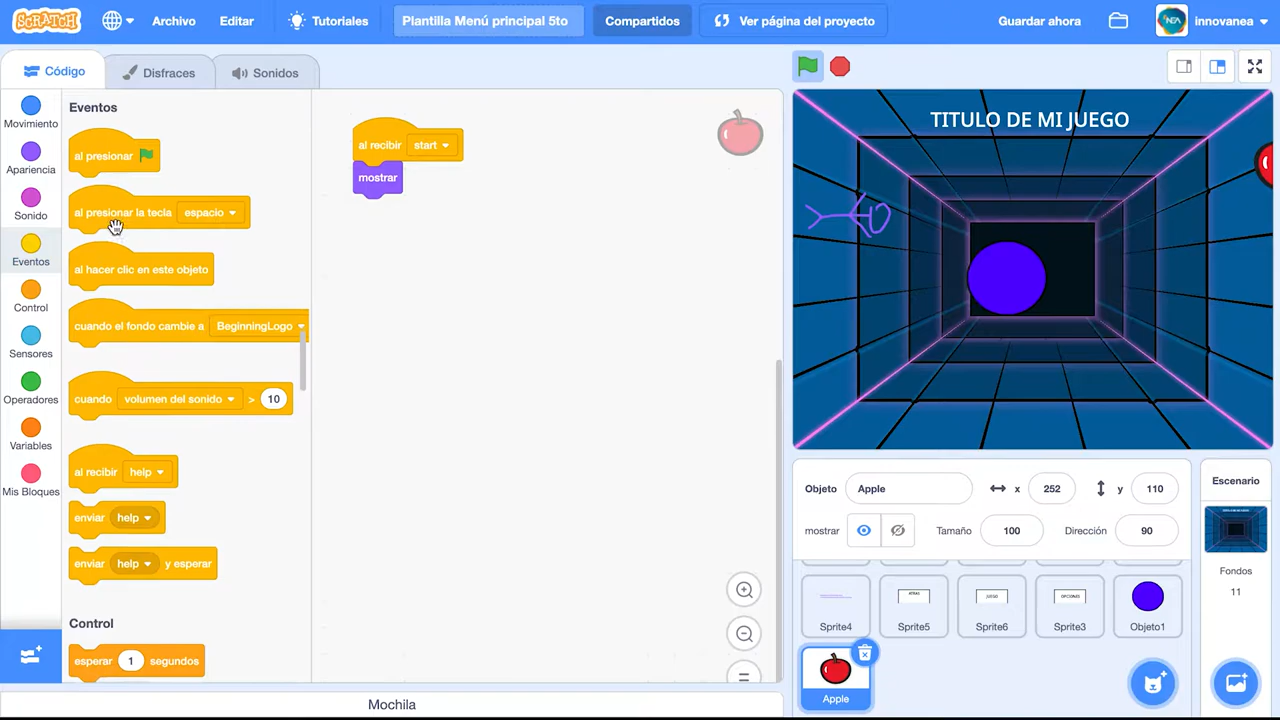 SCRATCH
Archivo
Editar
Tutoriales
Plantilla Menú principal 5to
Compartidos
Ver página del proyecto
Guardar ahora
innovanea
Código
Disfraces
Sonidos
Movimiento
Apariencia
Sonido
Eventos
Control
Sensores
Operadores
Variables
Mis Bloques
Eventos
al presionar
al presionar la tecla espacio
al hacer clic en este objeto
cuando el fondo cambie a BeginningLogo
cuando volumen del sonido > 10
al recibir help
enviar help
enviar help y esperar
Control
esperar 1 segundos
al recibir start
mostrar
TITULO DE MI JUEGO
Objeto Apple x 252 y 110
mostrar Tamaño 100 Dirección 90
Sprite4
ATRAS
Sprite5
JUEGO
Sprite6
OPCIONES
Sprite3
Objeto1
Apple
Escenario
Fondos
11
Mochila